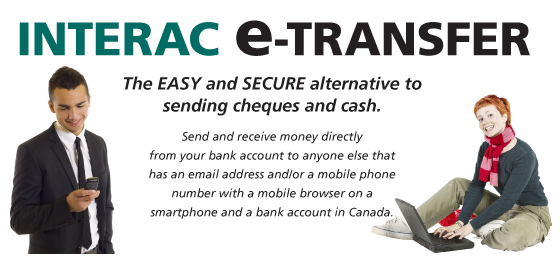 INTERAC e-TRANSFER
The EASY and SECURE alternative to
sending cheques and cash.
Send and receive money directly
from your bank account to anyone else that
has an email address and/or a mobile phone
number with a mobile browser on a
smartphone and a bank account in Canada.